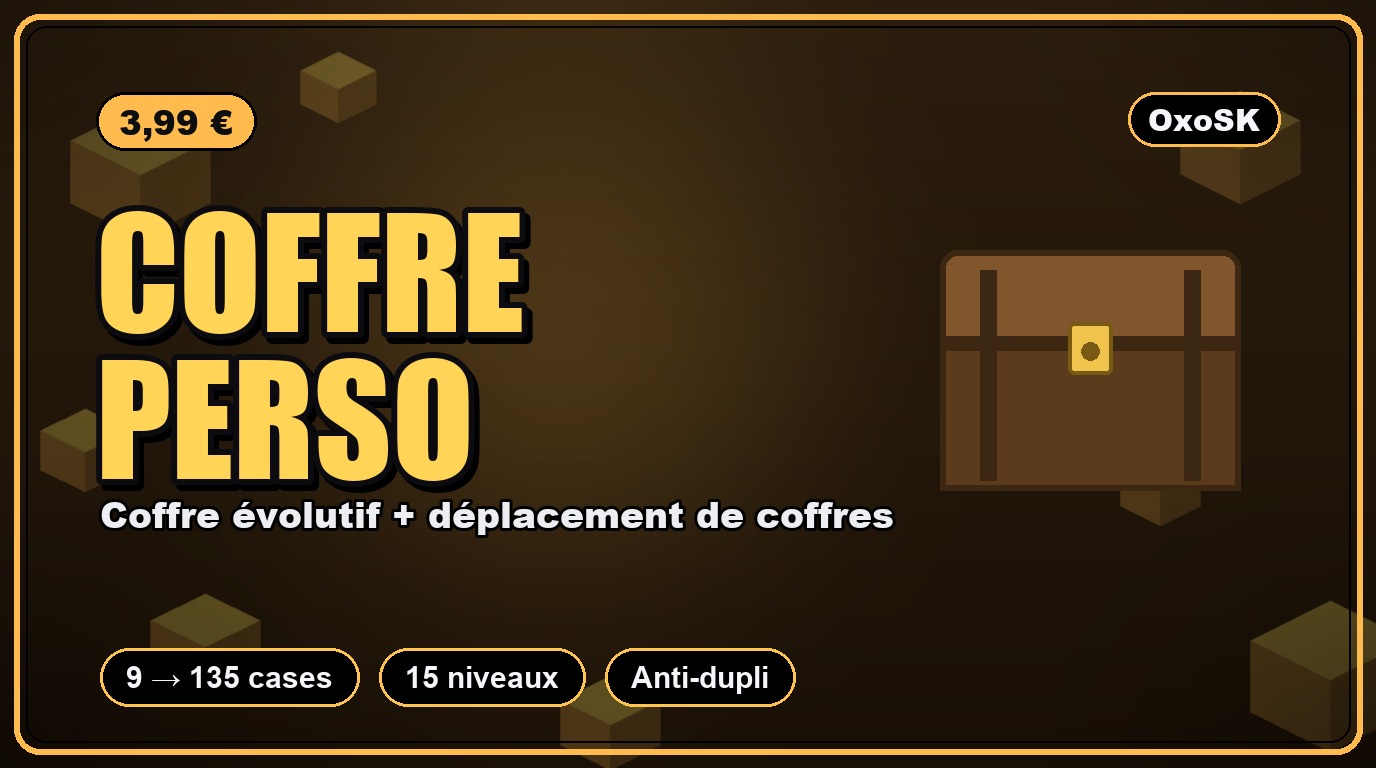 3,99 €
OxoSK
COFFRE
PERSO
Coffre évolutif + déplacement de coffres
9 → 135 cases
15 niveaux
Anti-dupli